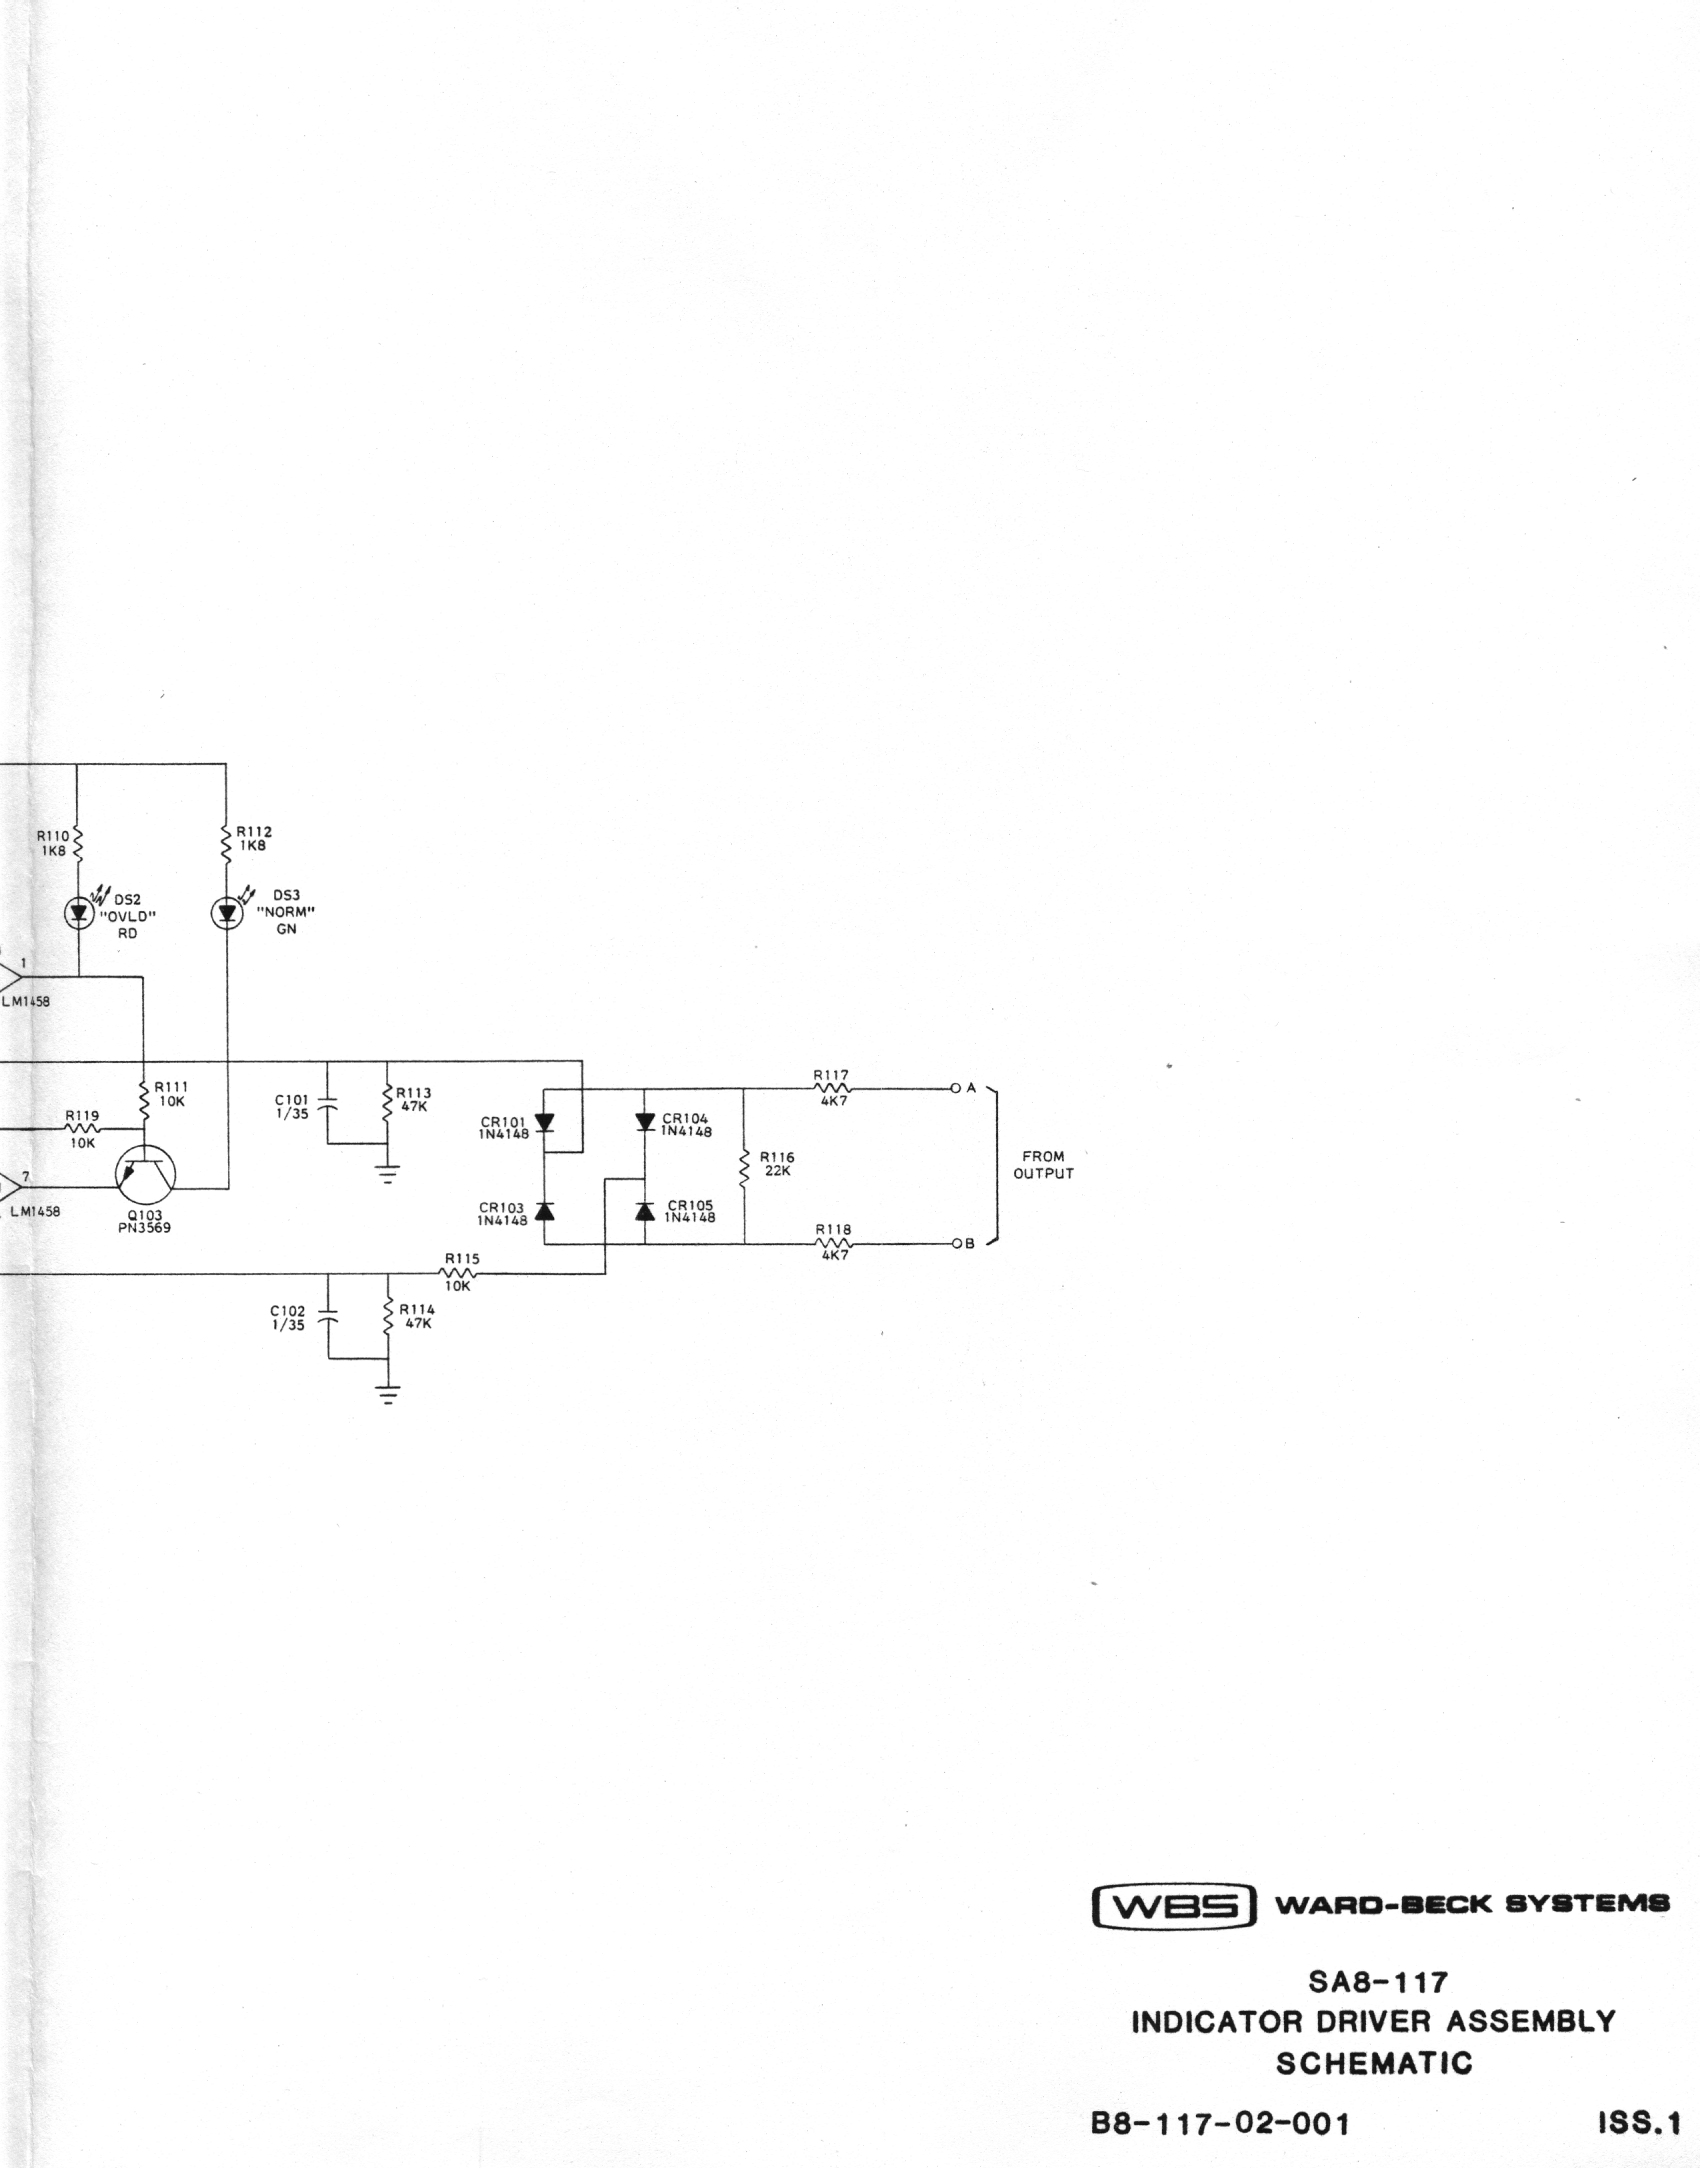 R110
1K8
R112
1K8
DS2
"OVLD"
RD
DS3
"NORM"
GN
1
LM1458
R111
10K
R119
10K
7
LM1458
Q103
PN3569
C101
1/35
R113
47K
CR101
1N4148
CR104
1N4148
CR103
1N4148
CR105
1N4148
R116
22K
R117
4K7
A
R118
4K7
B
FROM
OUTPUT
R115
10K
C102
1/35
R114
47K
WBS WARD-BECK SYSTEMS
SA8-117
INDICATOR DRIVER ASSEMBLY
SCHEMATIC
B8-117-02-001 ISS.1